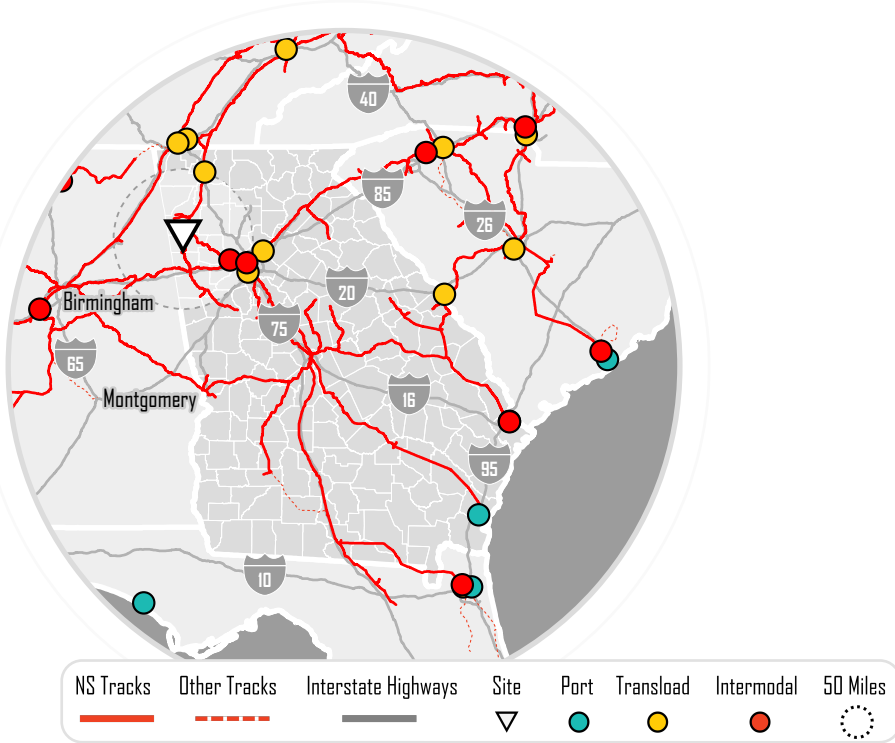 40
85
26
20
Birmingham
75
65
Montgomery
16
95
10
NS Tracks
Other Tracks
Interstate Highways
Site
Port
Transload
Intermodal
50 Miles